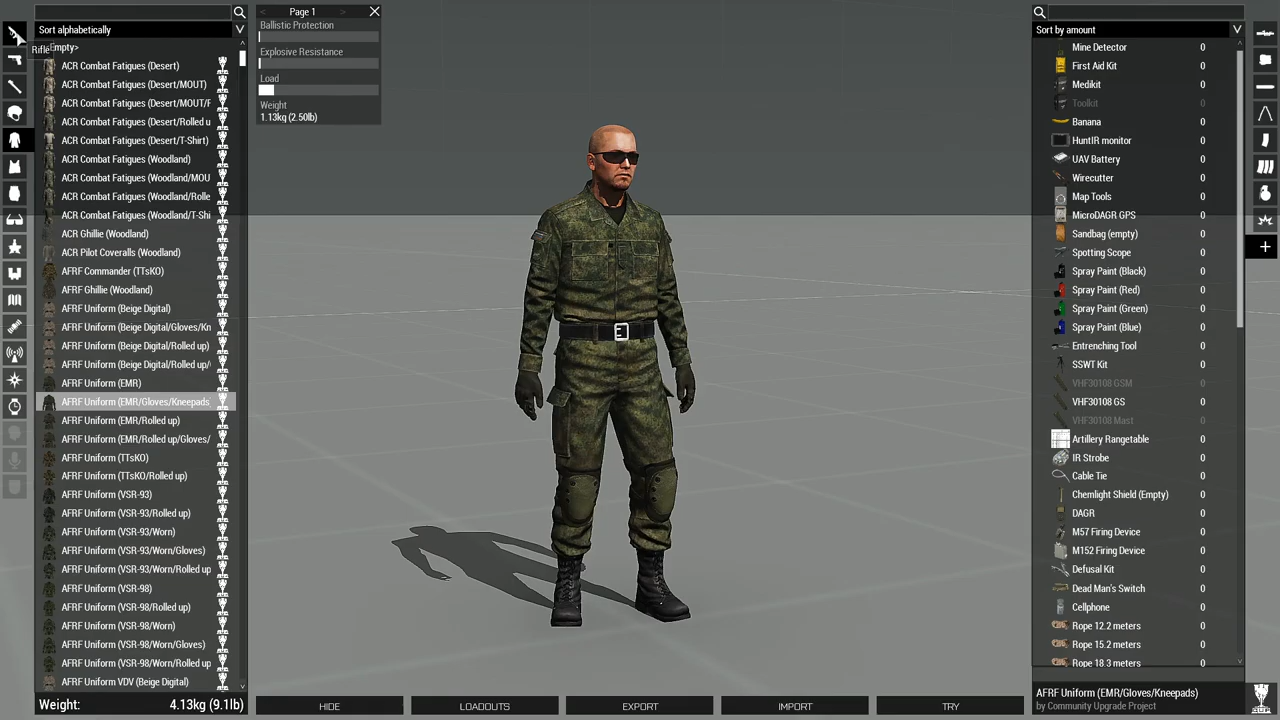 Sort alphabetically
Rifle
Empty>
ACR Combat Fatigues (Desert)
ACR Combat Fatigues (Desert/MOUT)
ACR Combat Fatigues (Desert/MOUT/F
ACR Combat Fatigues (Desert/Rolled u
ACR Combat Fatigues (Desert/T-Shirt)
ACR Combat Fatigues (Woodland)
ACR Combat Fatigues (Woodland/MOU
ACR Combat Fatigues (Woodland/Rolle
ACR Combat Fatigues (Woodland/T-Shi
ACR Ghillie (Woodland)
ACR Pilot Coveralls (Woodland)
AFRF Commander (TTsKO)
AFRF Ghillie (Woodland)
AFRF Uniform (Beige Digital)
AFRF Uniform (Beige Digital/Gloves/Kn
AFRF Uniform (Beige Digital/Rolled up)
AFRF Uniform (Beige Digital/Rolled up/
AFRF Uniform (EMR)
AFRF Uniform (EMR/Gloves/Kneepads
AFRF Uniform (EMR/Rolled up)
AFRF Uniform (EMR/Rolled up/Gloves/
AFRF Uniform (TTsKO)
AFRF Uniform (TTsKO/Rolled up)
AFRF Uniform (VSR-93)
AFRF Uniform (VSR-93/Rolled up)
AFRF Uniform (VSR-93/Worn)
AFRF Uniform (VSR-93/Worn/Gloves)
AFRF Uniform (VSR-93/Worn/Rolled up
AFRF Uniform (VSR-98)
AFRF Uniform (VSR-98/Rolled up)
AFRF Uniform (VSR-98/Worn)
AFRF Uniform (VSR-98/Worn/Gloves)
AFRF Uniform (VSR-98/Worn/Rolled up
AFRF Uniform VDV (Beige Digital)
Weight: 4.13kg (9.1lb)
< Page 1 >
Ballistic Protection
Explosive Resistance
Load
Weight
1.13kg (2.50lb)
HIDE
LOADOUTS
EXPORT
IMPORT
TRY
Sort by amount
Mine Detector 0
First Aid Kit 0
Medikit 0
Toolkit 0
Banana 0
HuntIR monitor 0
UAV Battery 0
Wirecutter 0
Map Tools 0
MicroDAGR GPS 0
Sandbag (empty) 0
Spotting Scope 0
Spray Paint (Black) 0
Spray Paint (Red) 0
Spray Paint (Green) 0
Spray Paint (Blue) 0
Entrenching Tool 0
SSWT Kit 0
VHF30108 GSM 0
VHF30108 GS 0
VHF30108 Mast 0
Artillery Rangetable 0
IR Strobe 0
Cable Tie 0
Chemlight Shield (Empty) 0
DAGR 0
M57 Firing Device 0
M152 Firing Device 0
Defusal Kit 0
Dead Man's Switch 0
Cellphone 0
Rope 12.2 meters 0
Rope 15.2 meters 0
Rope 18.3 meters 0
AFRF Uniform (EMR/Gloves/Kneepads)
by Community Upgrade Project